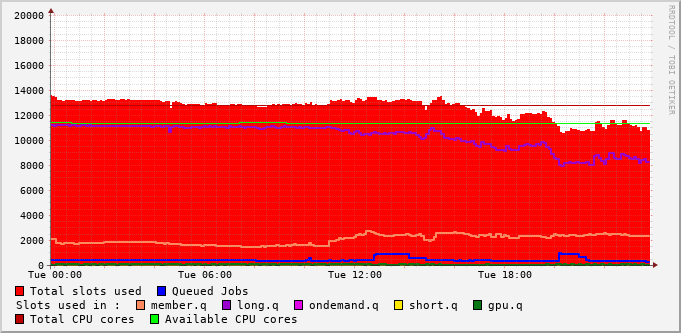 20000
18000
16000
14000
12000
10000
8000
6000
4000
2000
0
Tue 00:00 Tue 06:00 Tue 12:00 Tue 18:00
RRDTOOL / TOBI OETIKER
Total slots used Queued Jobs
Slots used in : member.q long.q ondemand.q short.q gpu.q
Total CPU cores Available CPU cores